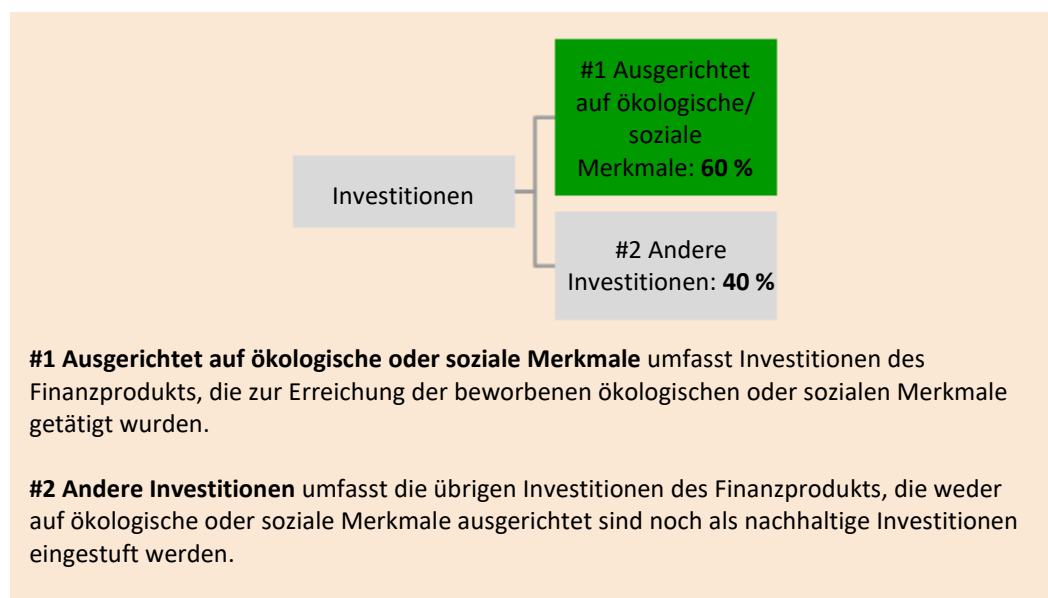 #1 Ausgerichtet
auf ökologische/
soziale
Merkmale: 60 %
Investitionen
#2 Andere
Investitionen: 40 %
#1 Ausgerichtet auf ökologische oder soziale Merkmale umfasst Investitionen des
Finanzprodukts, die zur Erreichung der beworbenen ökologischen oder sozialen Merkmale
getätigt wurden.
#2 Andere Investitionen umfasst die übrigen Investitionen des Finanzprodukts, die weder
auf ökologische oder soziale Merkmale ausgerichtet sind noch als nachhaltige Investitionen
eingestuft werden.